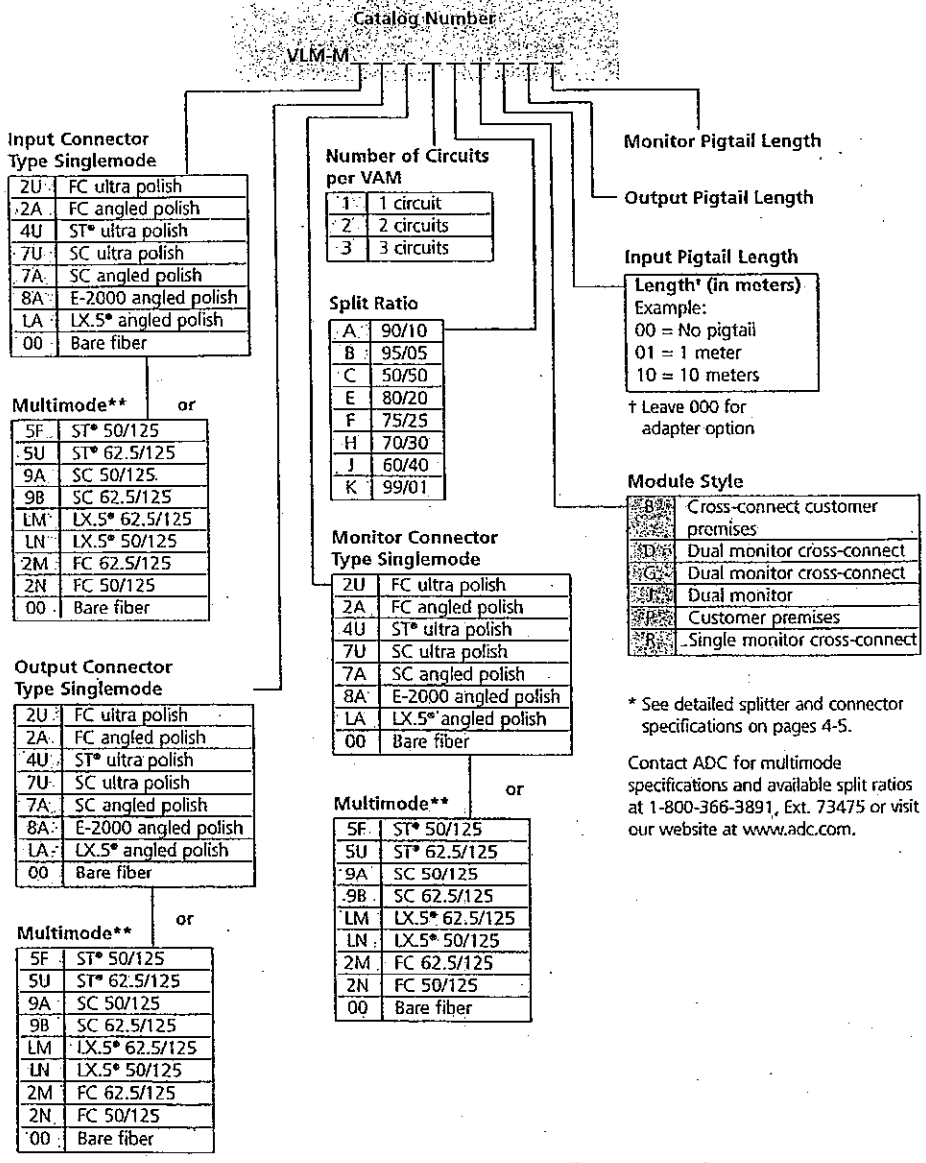 Catalog Number
VLM-M_ _ _ _ _ _ _ _ _
Input Connector
Type Singlemode
2U FC ultra polish
2A FC angled polish
4U ST® ultra polish
7U SC ultra polish
7A SC angled polish
8A E-2000 angled polish
LA LX.5® angled polish
00 Bare fiber
or
Multimode**
5F ST® 50/125
5U ST® 62.5/125
9A SC 50/125
9B SC 62.5/125
LM LX.5® 62.5/125
LN LX.5® 50/125
2M FC 62.5/125
2N FC 50/125
00 Bare fiber
Output Connector
Type Singlemode
2U FC ultra polish
2A FC angled polish
4U ST® ultra polish
7U SC ultra polish
7A SC angled polish
8A E-2000 angled polish
LA LX.5® angled polish
00 Bare fiber
or
Multimode**
5F ST® 50/125
5U ST® 62.5/125
9A SC 50/125
9B SC 62.5/125
LM LX.5® 62.5/125
LN LX.5® 50/125
2M FC 62.5/125
2N FC 50/125
00 Bare fiber
Number of Circuits
per VAM
1 1 circuit
2 2 circuits
3 3 circuits
Split Ratio
A 90/10
B 95/05
C 50/50
E 80/20
F 75/25
H 70/30
J 60/40
K 99/01
Monitor Connector
Type Singlemode
2U FC ultra polish
2A FC angled polish
4U ST® ultra polish
7U SC ultra polish
7A SC angled polish
8A E-2000 angled polish
LA LX.5® angled polish
00 Bare fiber
or
Multimode**
5F ST® 50/125
5U ST® 62.5/125
9A SC 50/125
9B SC 62.5/125
LM LX.5® 62.5/125
LN LX.5® 50/125
2M FC 62.5/125
2N FC 50/125
00 Bare fiber
Monitor Pigtail Length
Output Pigtail Length
Input Pigtail Length
Length† (in meters)
Example:
00 = No pigtail
01 = 1 meter
10 = 10 meters
† Leave 000 for
adapter option
Module Style
B Cross-connect customer
premises
D Dual monitor cross-connect
G Dual monitor cross-connect
J Dual monitor
P Customer premises
R Single monitor cross-connect
* See detailed splitter and connector
specifications on pages 4-5.
Contact ADC for multimode
specifications and available split ratios
at 1-800-366-3891, Ext. 73475 or visit
our website at www.adc.com.